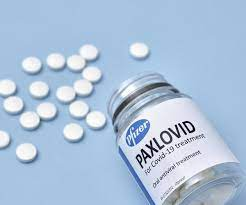 Pfizer
PAXLOVID
For Covid-19 treatment
Oral antiviral treatment